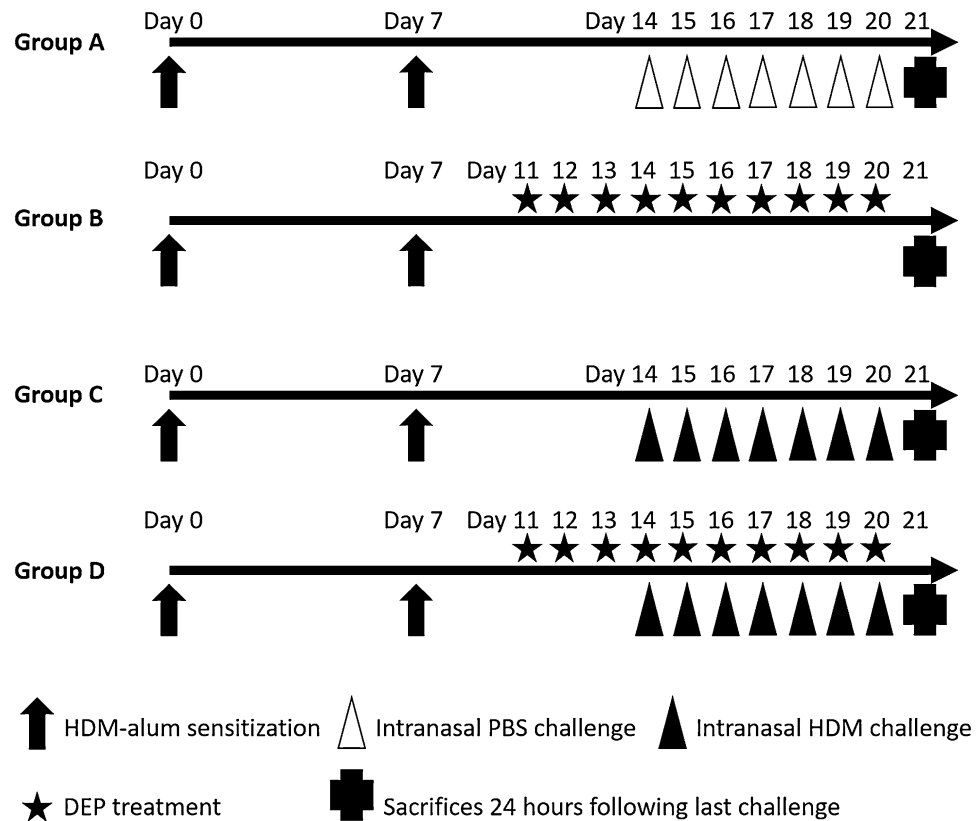 Day 0 Day 7 Day 14 15 16 17 18 19 20 21
Group A
Day 0 Day 7 Day 11 12 13 14 15 16 17 18 19 20 21
Group B
Day 0 Day 7 Day 14 15 16 17 18 19 20 21
Group C
Day 0 Day 7 Day 11 12 13 14 15 16 17 18 19 20 21
Group D
HDM-alum sensitization Intranasal PBS challenge Intranasal HDM challenge
DEP treatment Sacrifices 24 hours following last challenge